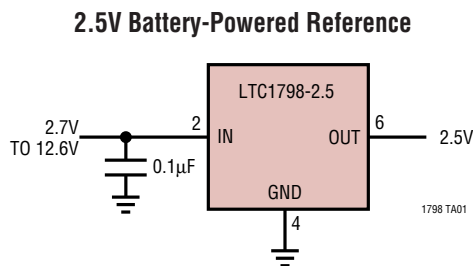 2.5V Battery-Powered Reference
LTC1798-2.5
2.7V
TO 12.6V
2
IN
OUT
6
2.5V
0.1µF
GND
4
1798 TA01